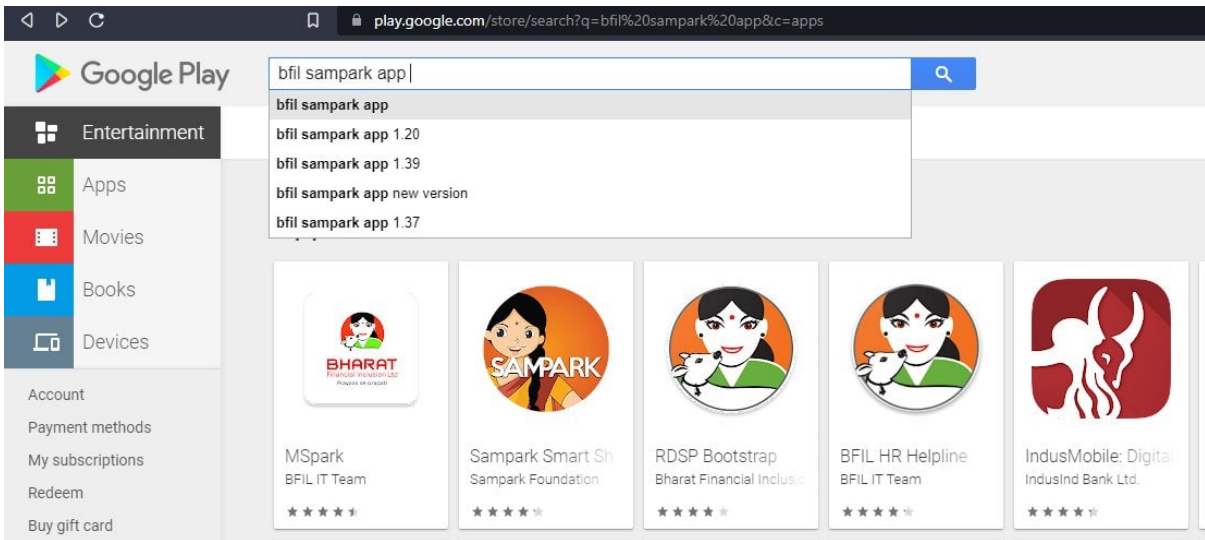 play.google.com/store/search?q=bfil%20sampark%20app&c=apps
Google Play
bfil sampark app
bfil sampark app
bfil sampark app 1.20
bfil sampark app 1.39
bfil sampark app new version
bfil sampark app 1.37
Entertainment
Apps
Movies
Books
Devices
Account
Payment methods
My subscriptions
Redeem
Buy gift card
BHARAT
Financial Inclusion Ltd
MSpark
BFIL IT Team
SAMPARK
Sampark Smart Sh
Sampark Foundation
RDSP Bootstrap
Bharat Financial Inclusio
BFIL HR Helpline
BFIL IT Team
IndusMobile: Digital
IndusInd Bank Ltd.